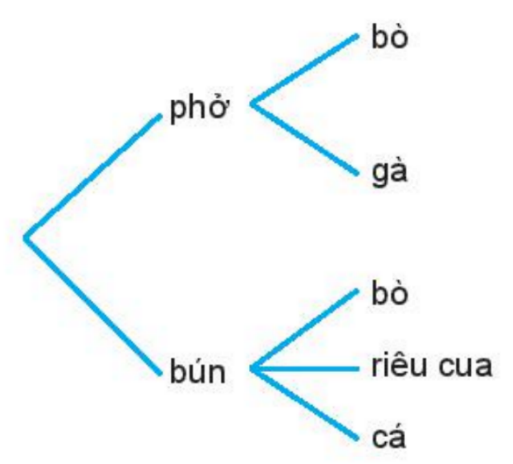 bò
phở
gà
bò
bún
riêu cua
cá